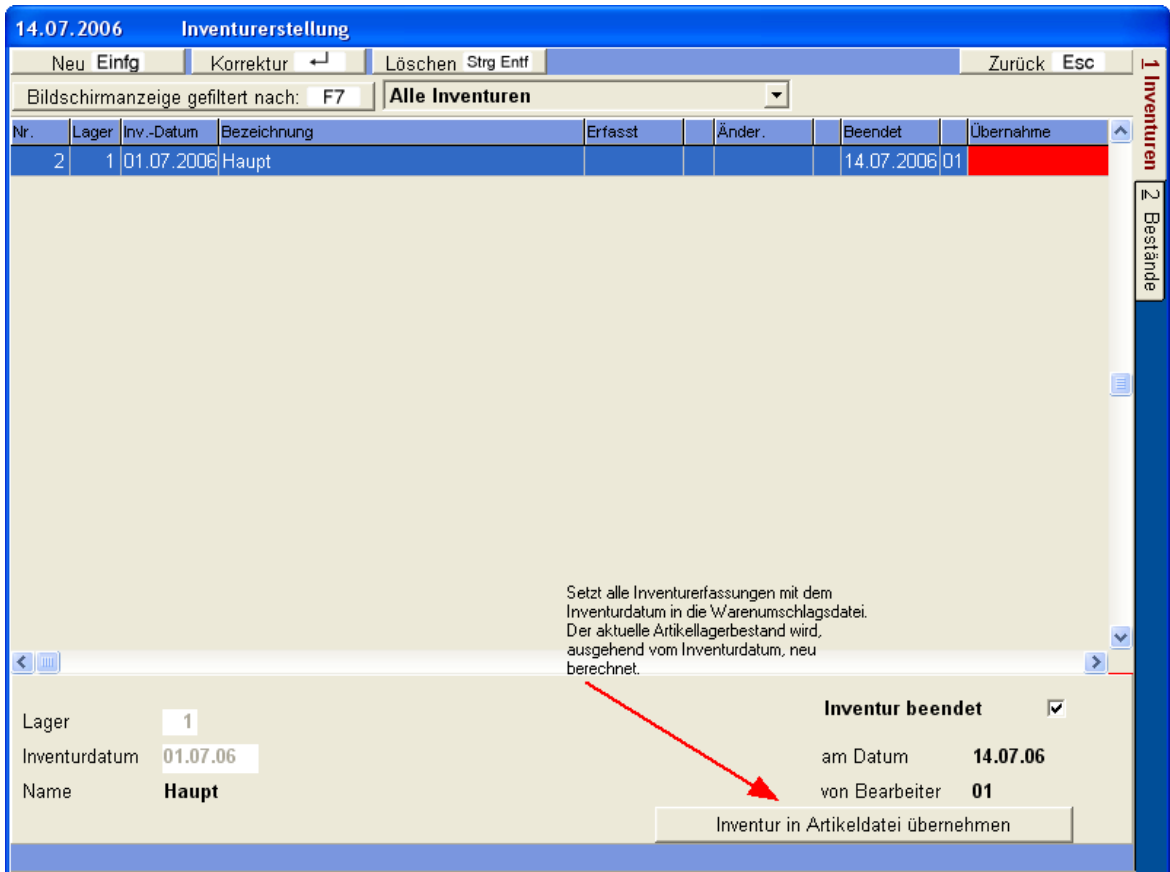 14.07.2006 Inventurerstellung
Neu Einfg Korrektur ↵ Löschen Strg Entf Zurück Esc
Bildschirmanzeige gefiltert nach: F7 Alle Inventuren
1 Inventuren
2 Bestände
Nr. Lager Inv.-Datum Bezeichnung Erfasst Änder. Beendet Übernahme
2 1 01.07.2006 Haupt 14.07.2006 01
Setzt alle Inventurerfassungen mit dem
Inventurdatum in die Warenumschlagsdatei.
Der aktuelle Artikellagerbestand wird,
ausgehend vom Inventurdatum, neu
berechnet.
Lager 1
Inventurdatum 01.07.06
Name Haupt
Inventur beendet
am Datum 14.07.06
von Bearbeiter 01
Inventur in Artikeldatei übernehmen